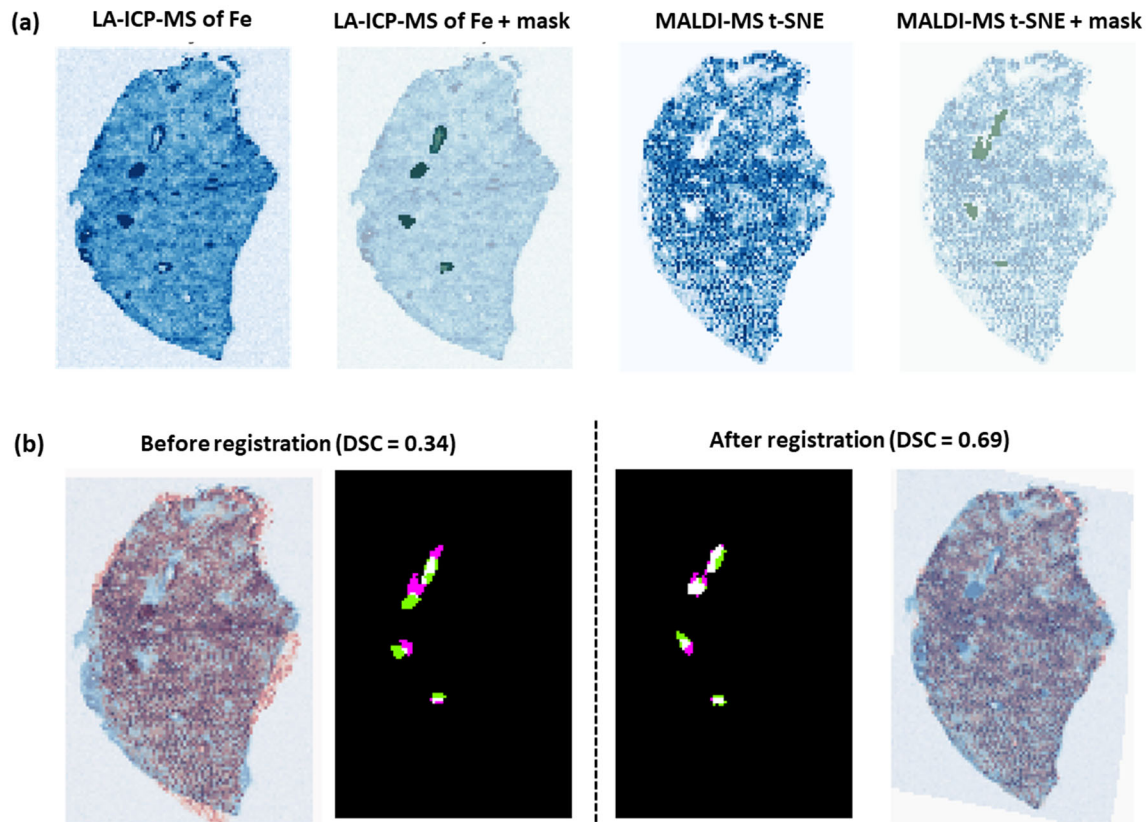 (a)
LA-ICP-MS of Fe
LA-ICP-MS of Fe + mask
MALDI-MS t-SNE
MALDI-MS t-SNE + mask
(b)
Before registration (DSC = 0.34)
After registration (DSC = 0.69)